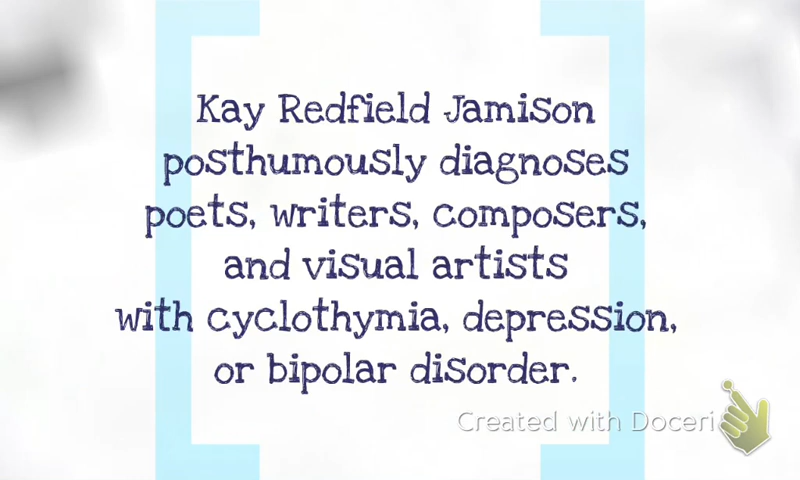 Kay Redfield Jamison
posthumously diagnoses
poets, writers, composers,
and visual artists
with cyclothymia, depression,
or bipolar disorder.
Created with Doceri